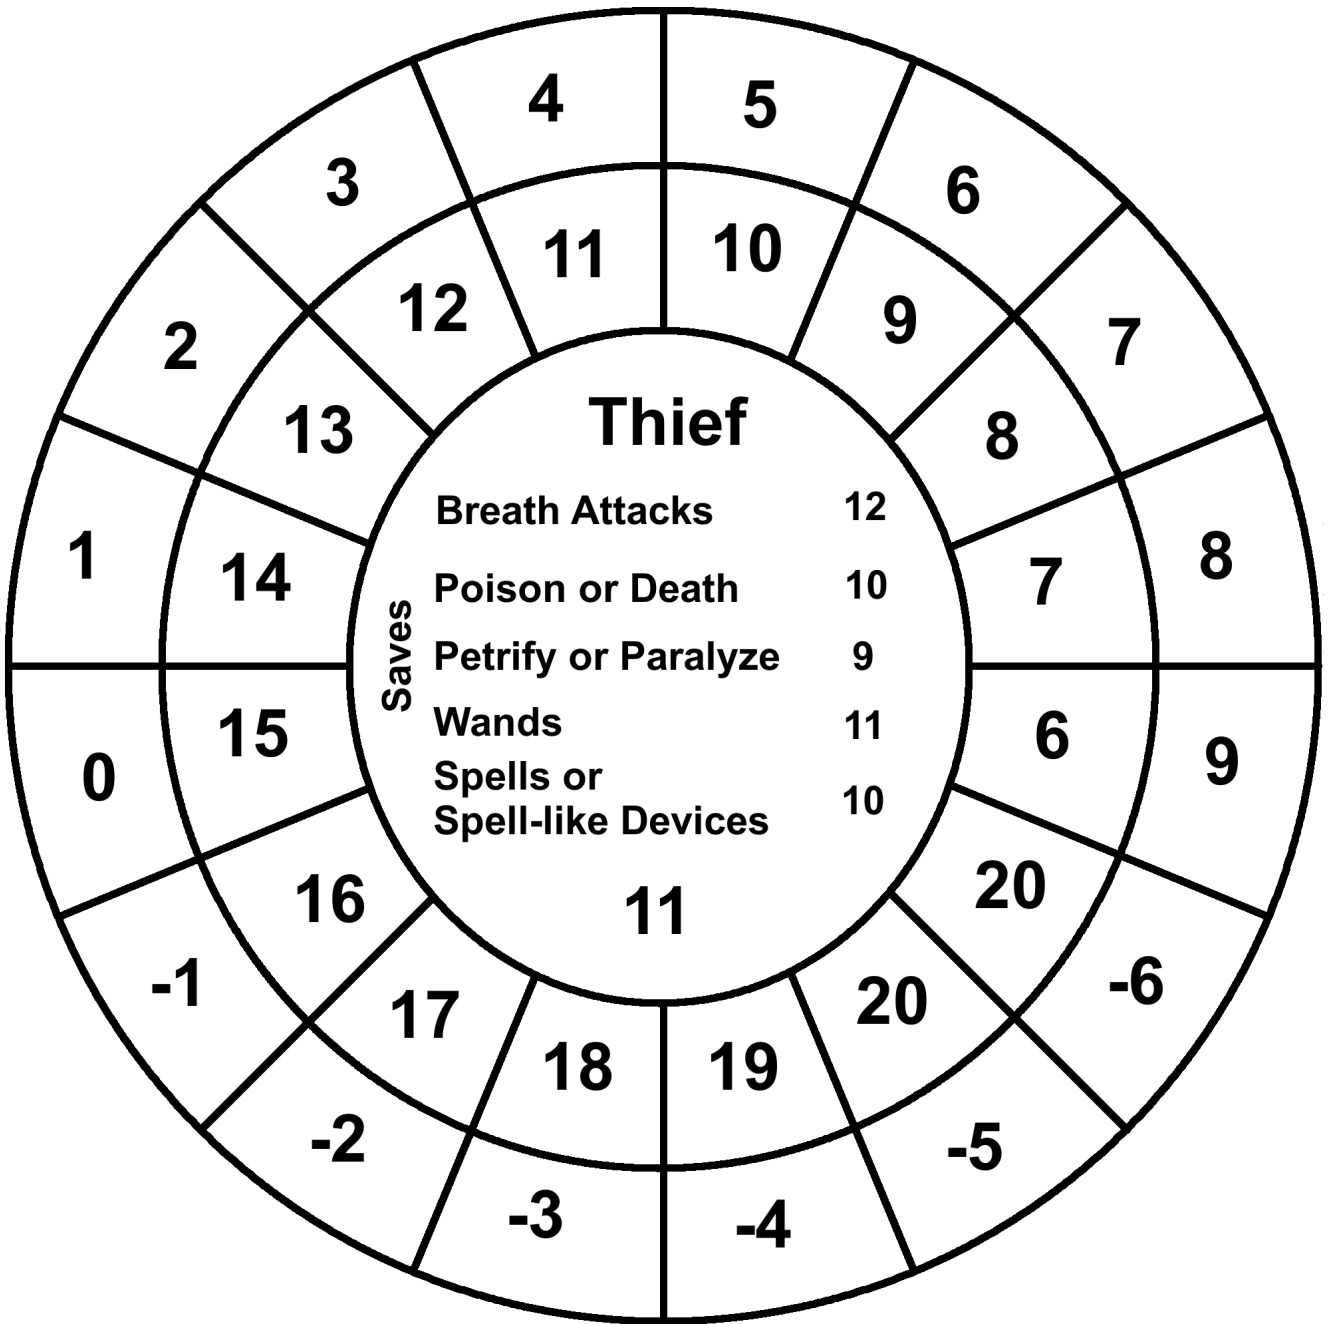 4 5
3 6
11 10
2 12 9 7
13 8
Thief
Breath Attacks 12
1 14 7 8
Poison or Death 10
Saves
Petrify or Paralyze 9
Wands 11
0 15 6 9
Spells or
Spell-like Devices 10
16 20
11
-1 17 20 -6
18 19
-2 -5
-3 -4